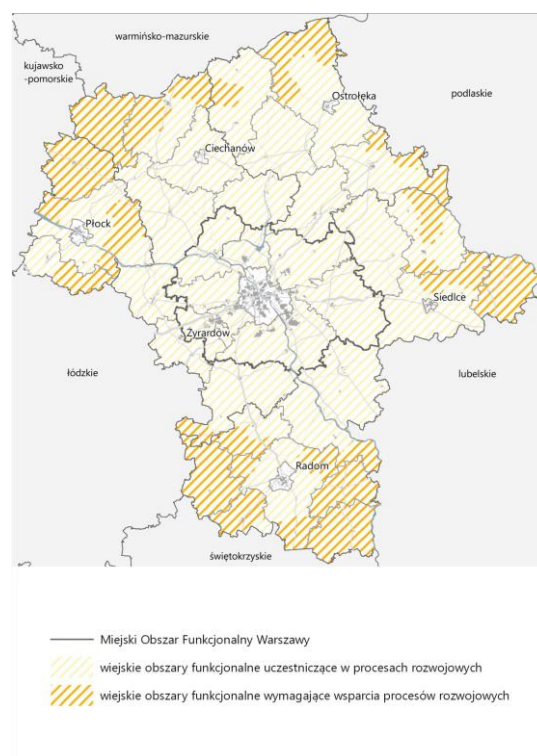 warmińsko-mazurskie
kujawsko
-pomorskie
podlaskie
Ostrołęka
Ciechanów
Płock
Siedlce
Żyrardów
łódzkie
lubelskie
Radom
świętokrzyskie
Miejski Obszar Funkcjonalny Warszawy
wiejskie obszary funkcjonalne uczestniczące w procesach rozwojowych
wiejskie obszary funkcjonalne wymagające wsparcia procesów rozwojowych